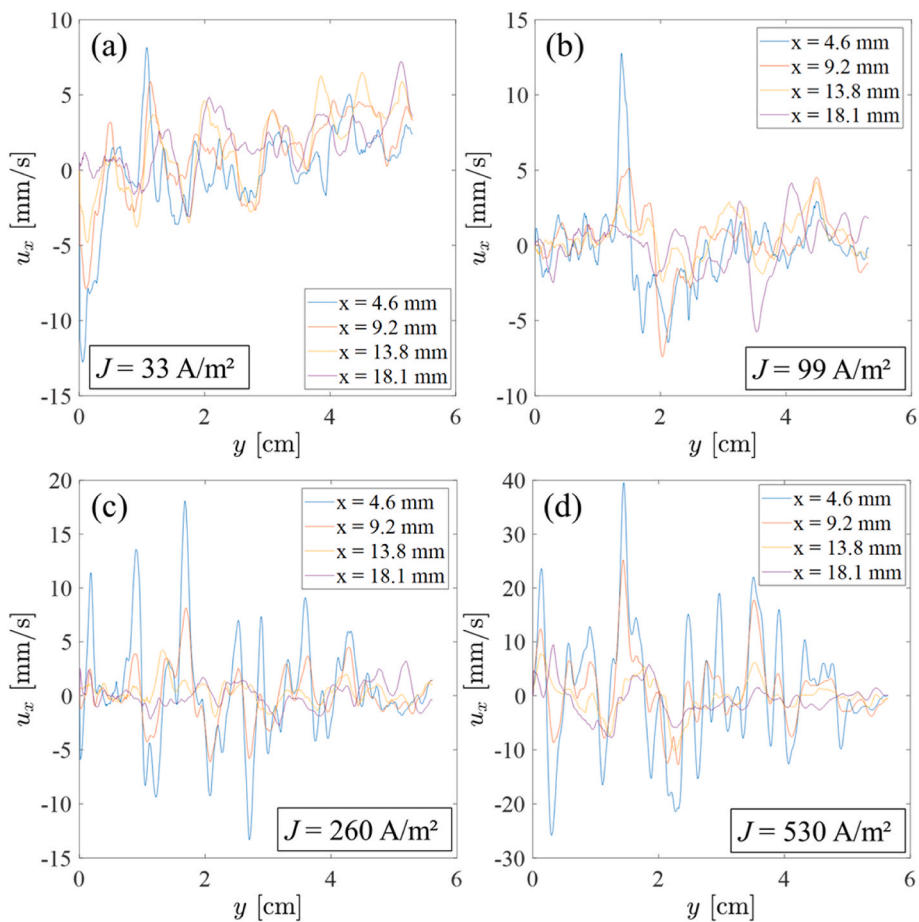 (a)
x = 4.6 mm
x = 9.2 mm
x = 13.8 mm
x = 18.1 mm
J = 33 A/m²
10
5
0
-5
-10
-15
0
2
4
6
u_x [mm/s]
y [cm]
(b)
x = 4.6 mm
x = 9.2 mm
x = 13.8 mm
x = 18.1 mm
J = 99 A/m²
15
10
5
0
-5
-10
0
2
4
6
u_x [mm/s]
y [cm]
(c)
x = 4.6 mm
x = 9.2 mm
x = 13.8 mm
x = 18.1 mm
J = 260 A/m²
20
15
10
5
0
-5
-10
-15
0
2
4
6
u_x [mm/s]
y [cm]
(d)
x = 4.6 mm
x = 9.2 mm
x = 13.8 mm
x = 18.1 mm
J = 530 A/m²
40
30
20
10
0
-10
-20
-30
0
2
4
6
u_x [mm/s]
y [cm]